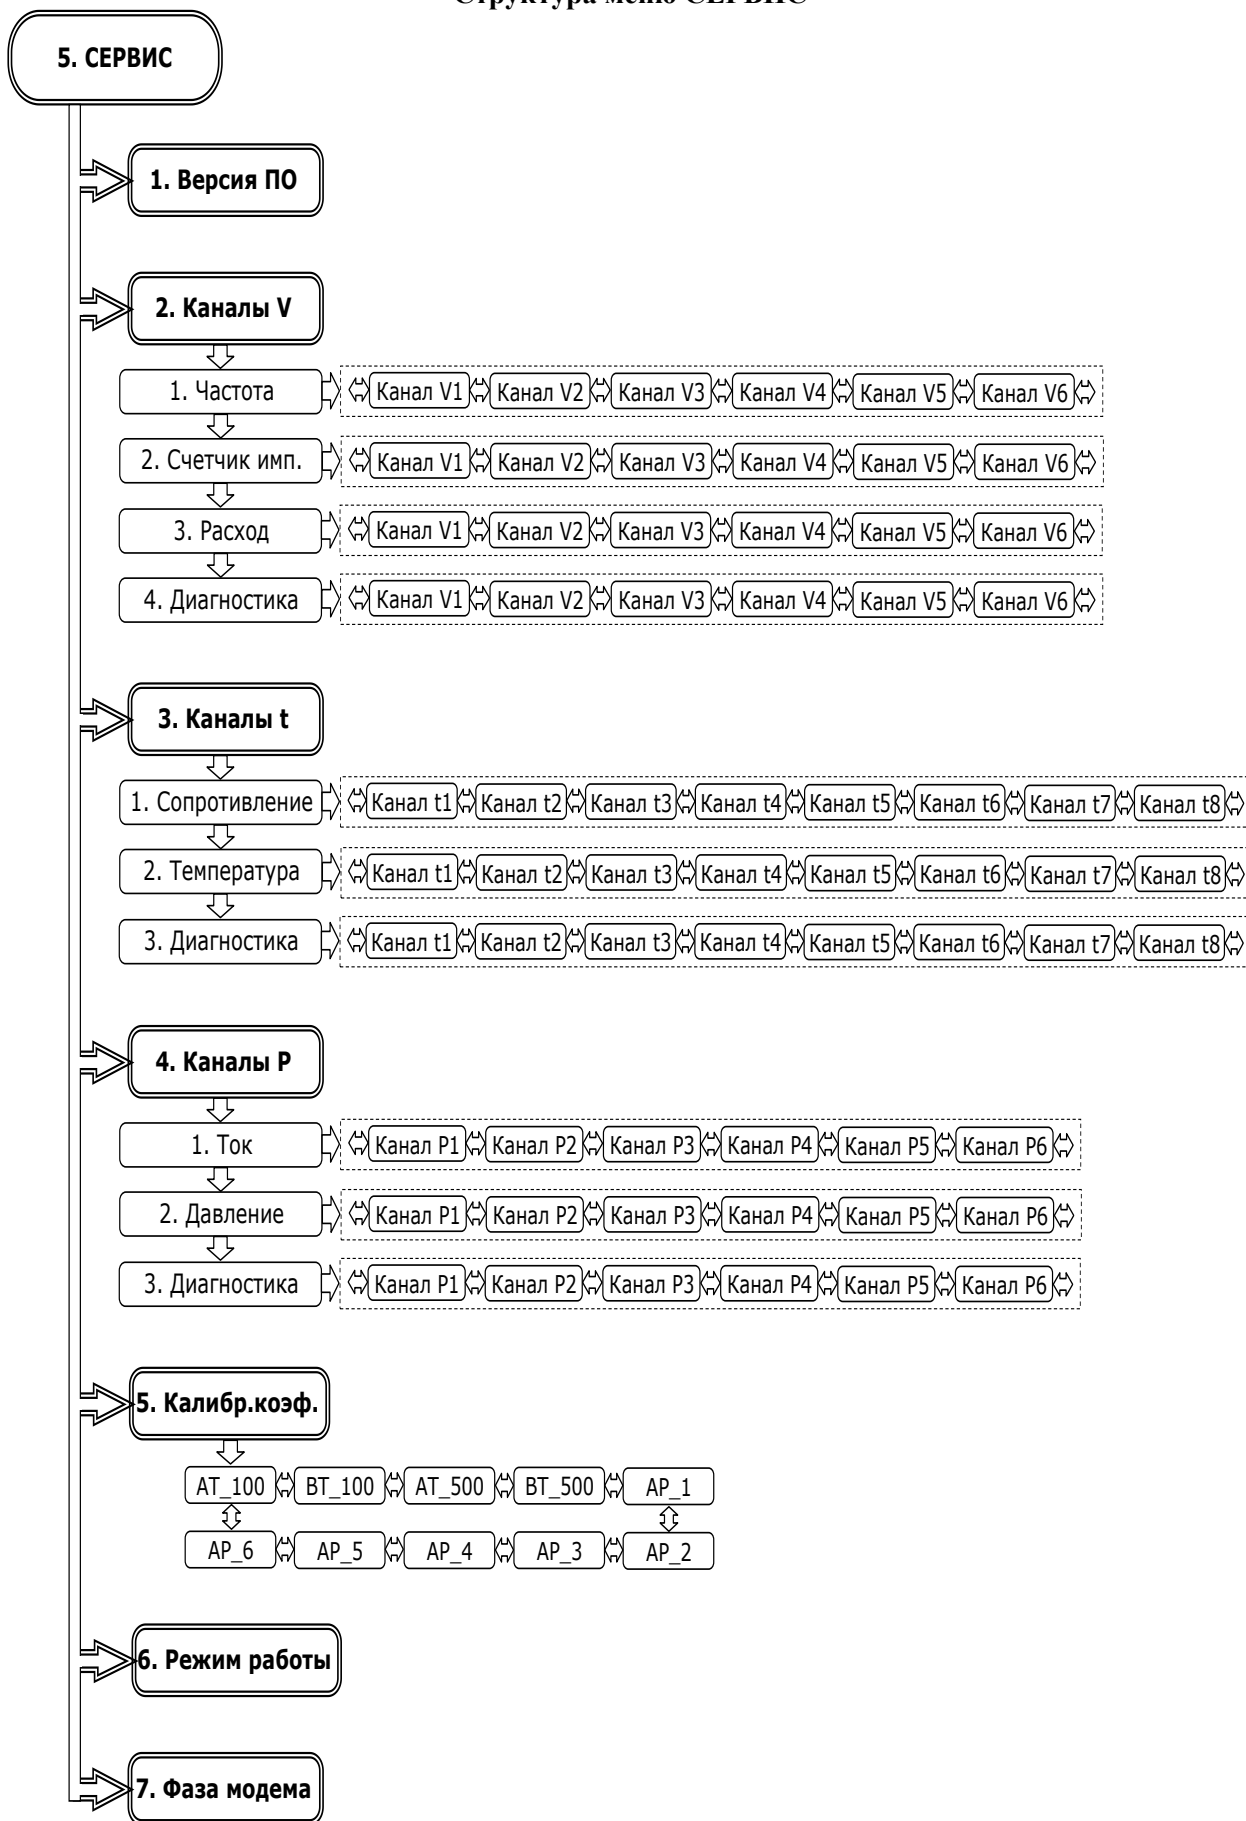 Структура меню СЕРВИС
5. СЕРВИС
1. Версия ПО
2. Каналы V
1. Частота Канал V1 Канал V2 Канал V3 Канал V4 Канал V5 Канал V6
2. Счетчик имп. Канал V1 Канал V2 Канал V3 Канал V4 Канал V5 Канал V6
3. Расход Канал V1 Канал V2 Канал V3 Канал V4 Канал V5 Канал V6
4. Диагностика Канал V1 Канал V2 Канал V3 Канал V4 Канал V5 Канал V6
3. Каналы t
1. Сопротивление Канал t1 Канал t2 Канал t3 Канал t4 Канал t5 Канал t6 Канал t7 Канал t8
2. Температура Канал t1 Канал t2 Канал t3 Канал t4 Канал t5 Канал t6 Канал t7 Канал t8
3. Диагностика Канал t1 Канал t2 Канал t3 Канал t4 Канал t5 Канал t6 Канал t7 Канал t8
4. Каналы P
1. Ток Канал P1 Канал P2 Канал P3 Канал P4 Канал P5 Канал P6
2. Давление Канал P1 Канал P2 Канал P3 Канал P4 Канал P5 Канал P6
3. Диагностика Канал P1 Канал P2 Канал P3 Канал P4 Канал P5 Канал P6
5. Калибр.коэф.
AT_100 BT_100 AT_500 BT_500 AP_1
AP_6 AP_5 AP_4 AP_3 AP_2
6. Режим работы
7. Фаза модема